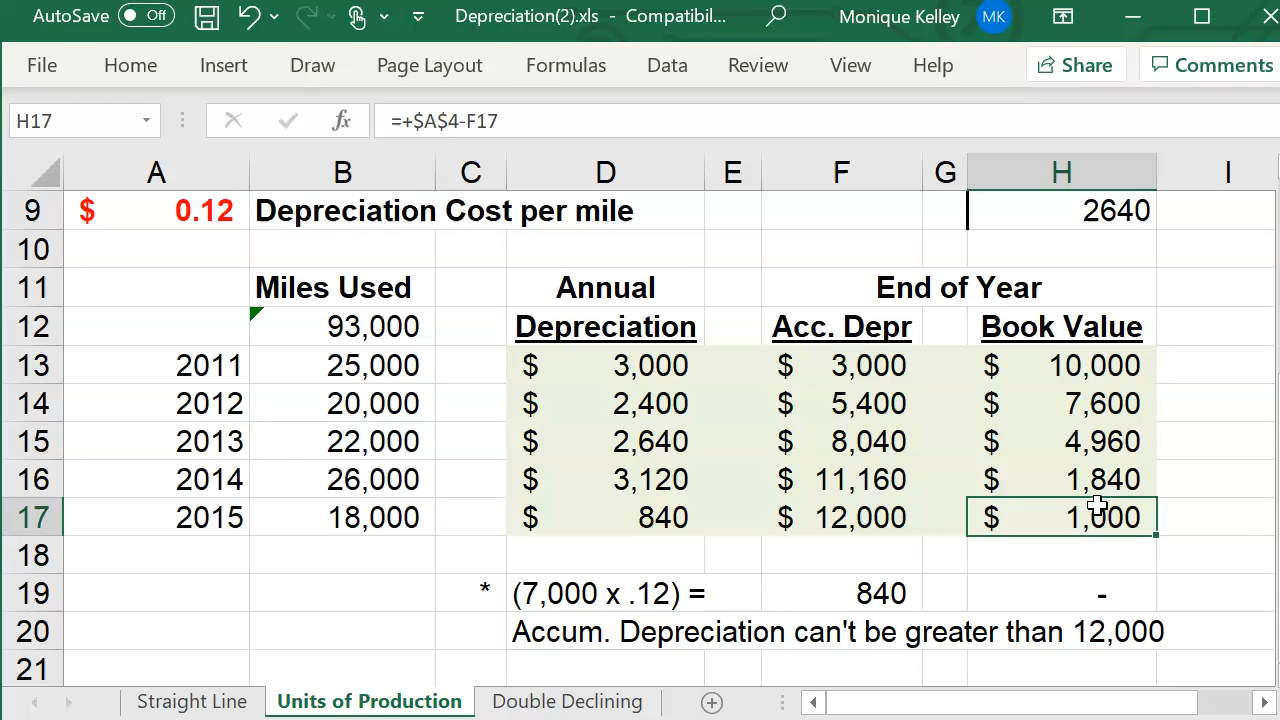 AutoSave Off Depreciation(2).xls - Compatibil... Monique Kelley MK
File Home Insert Draw Page Layout Formulas Data Review View Help Share Comments
H17 fx =+$A$4-F17
A B C D E F G H I
9 $ 0.12 Depreciation Cost per mile 2640
10
11 Miles Used Annual End of Year
12 93,000 Depreciation Acc. Depr Book Value
13 2011 25,000 $ 3,000 $ 3,000 $ 10,000
14 2012 20,000 $ 2,400 $ 5,400 $ 7,600
15 2013 22,000 $ 2,640 $ 8,040 $ 4,960
16 2014 26,000 $ 3,120 $ 11,160 $ 1,840
17 2015 18,000 $ 840 $ 12,000 $ 1,000
18
19 * (7,000 x .12) = 840 -
20 Accum. Depreciation can't be greater than 12,000
21
Straight Line Units of Production Double Declining